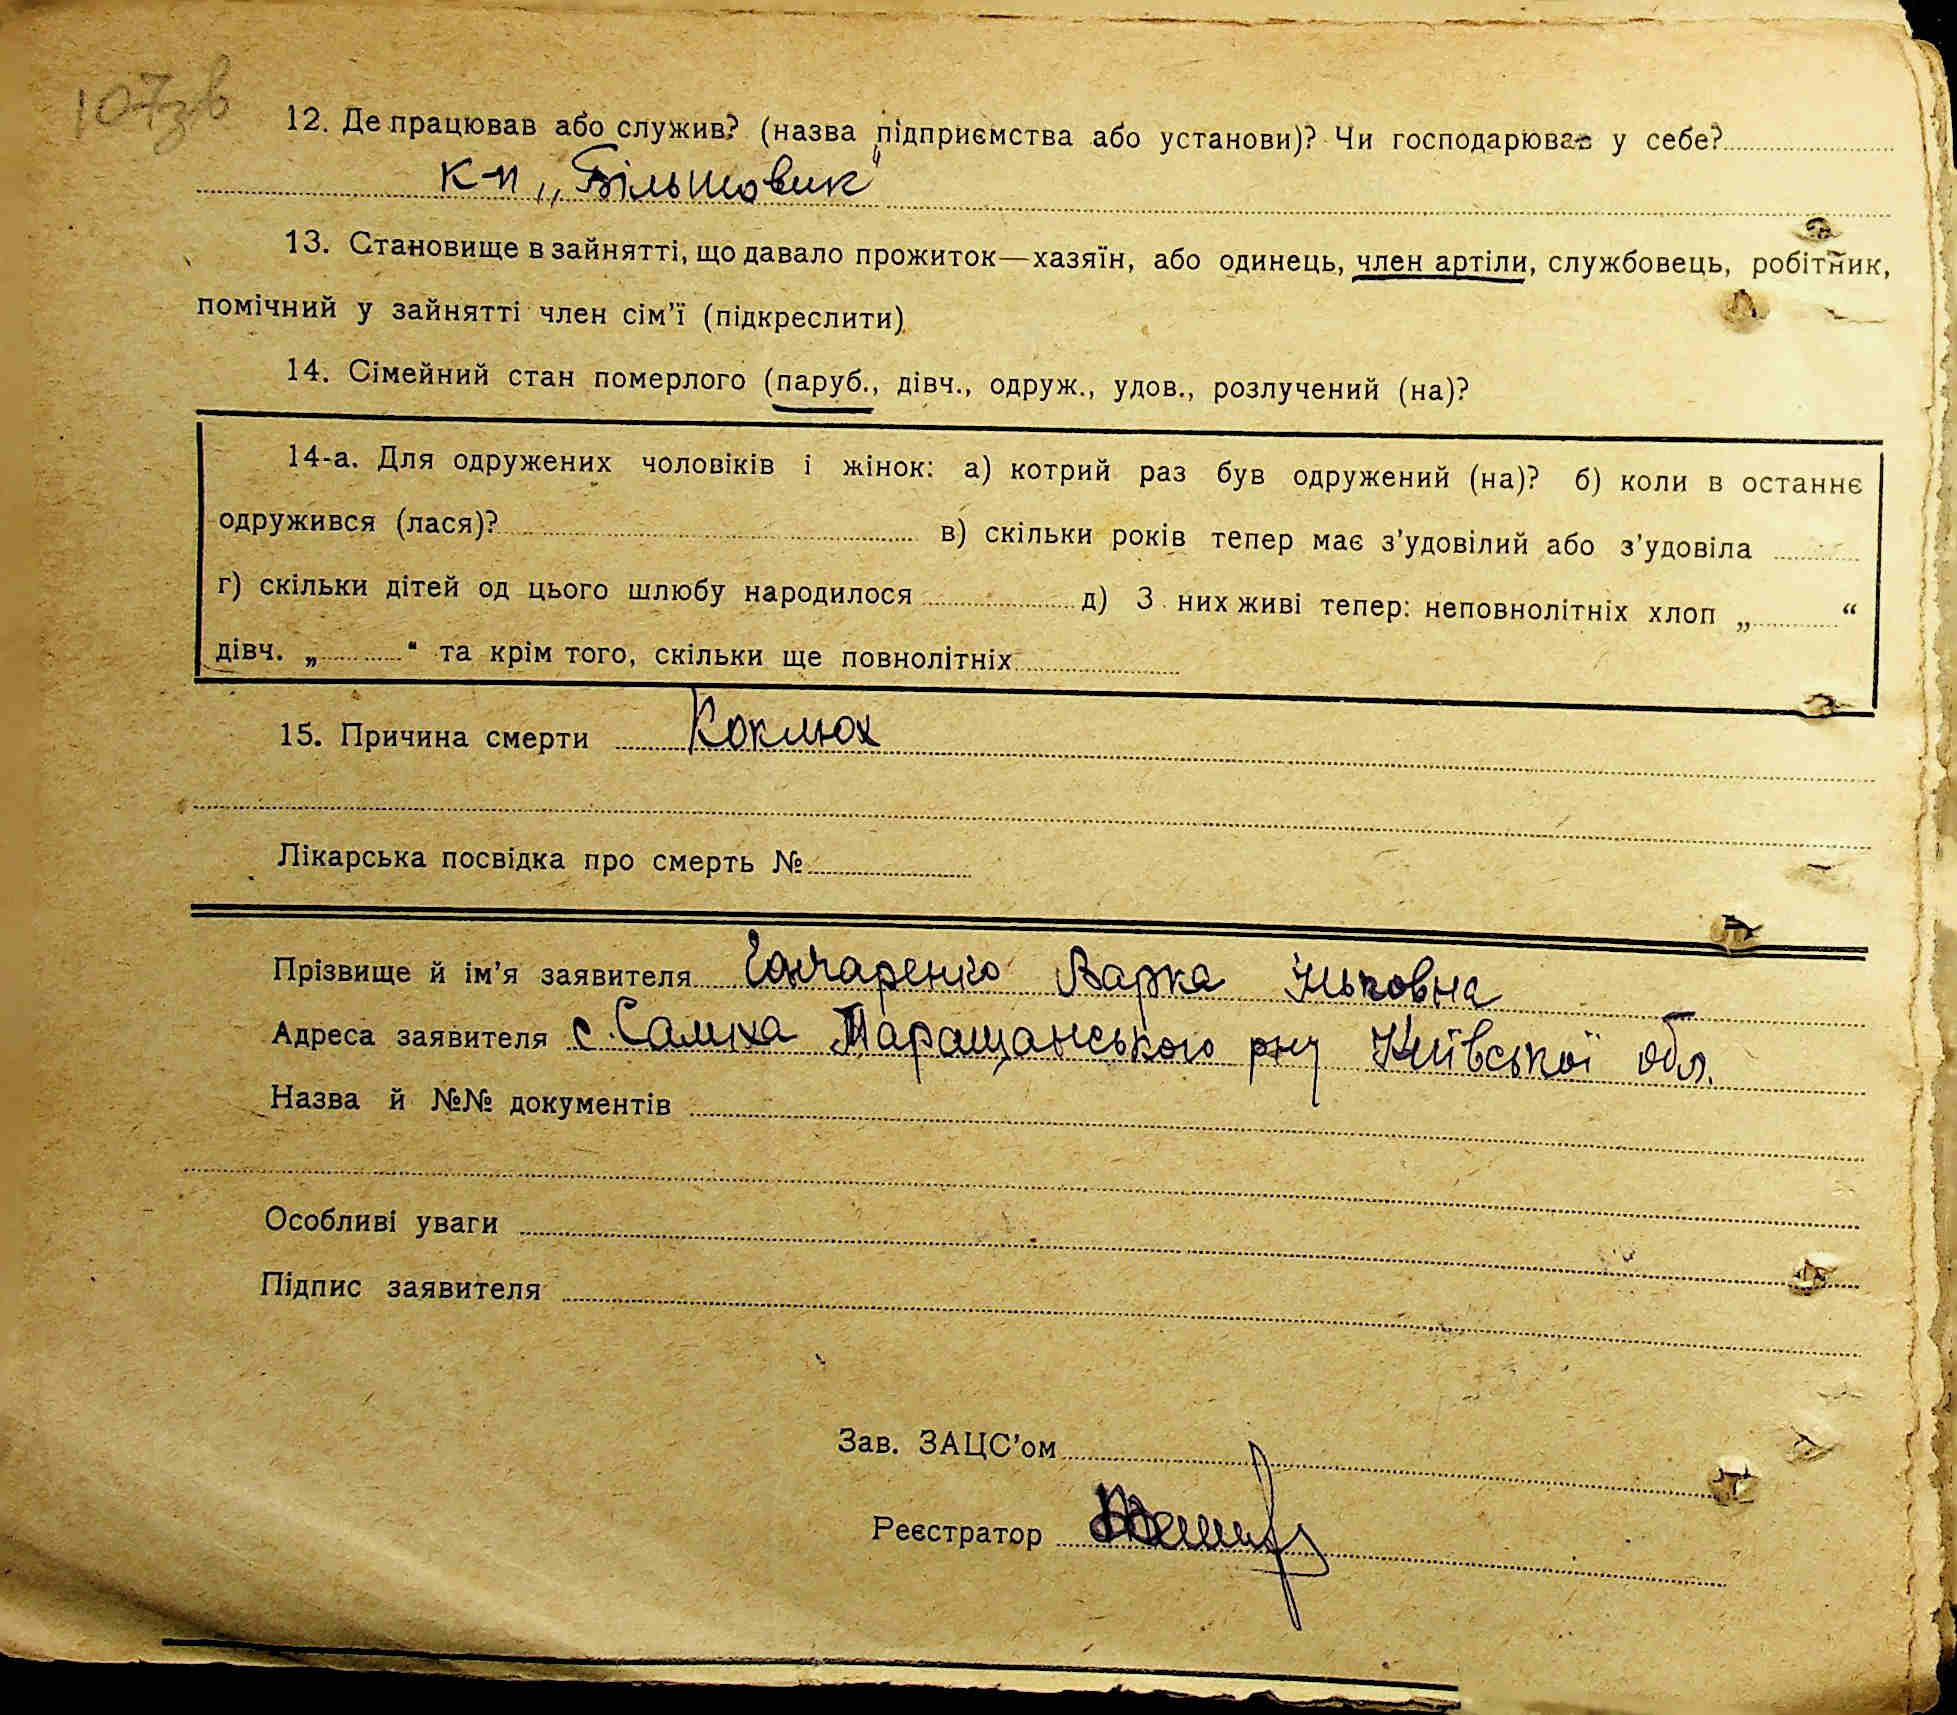 107зв
12. Де працював або служив? (назва підприємства або установи)? Чи господарював у себе?
к-п „Більшовик"
13. Становище в зайнятті, що давало прожиток—хазяїн, або одинець, член артіли, службовець, робітник,
помічний у зайнятті член сім'ї (підкреслити)
14. Сімейний стан померлого (паруб., дівч., одруж., удов., розлучений (на)?
14-а. Для одружених чоловіків і жінок: а) котрий раз був одружений (на)? б) коли в останнє
одружився (лася)? в) скільки років тепер має з'удовілий або з'удовіла
г) скільки дітей од цього шлюбу народилося д) З них живі тепер: неповнолітніх хлоп „ “
дівч. „ “ та крім того, скільки ще повнолітніх
15. Причина смерти Коклюх
Лікарська посвідка про смерть №
Прізвище й ім'я заявителя Гончаренко Варка
Адреса заявителя с. Таращанського рну Київської обл.
Назва й №№ документів
Особливі уваги
Підпис заявителя
Зав. ЗАЦС'ом
Реєстратор